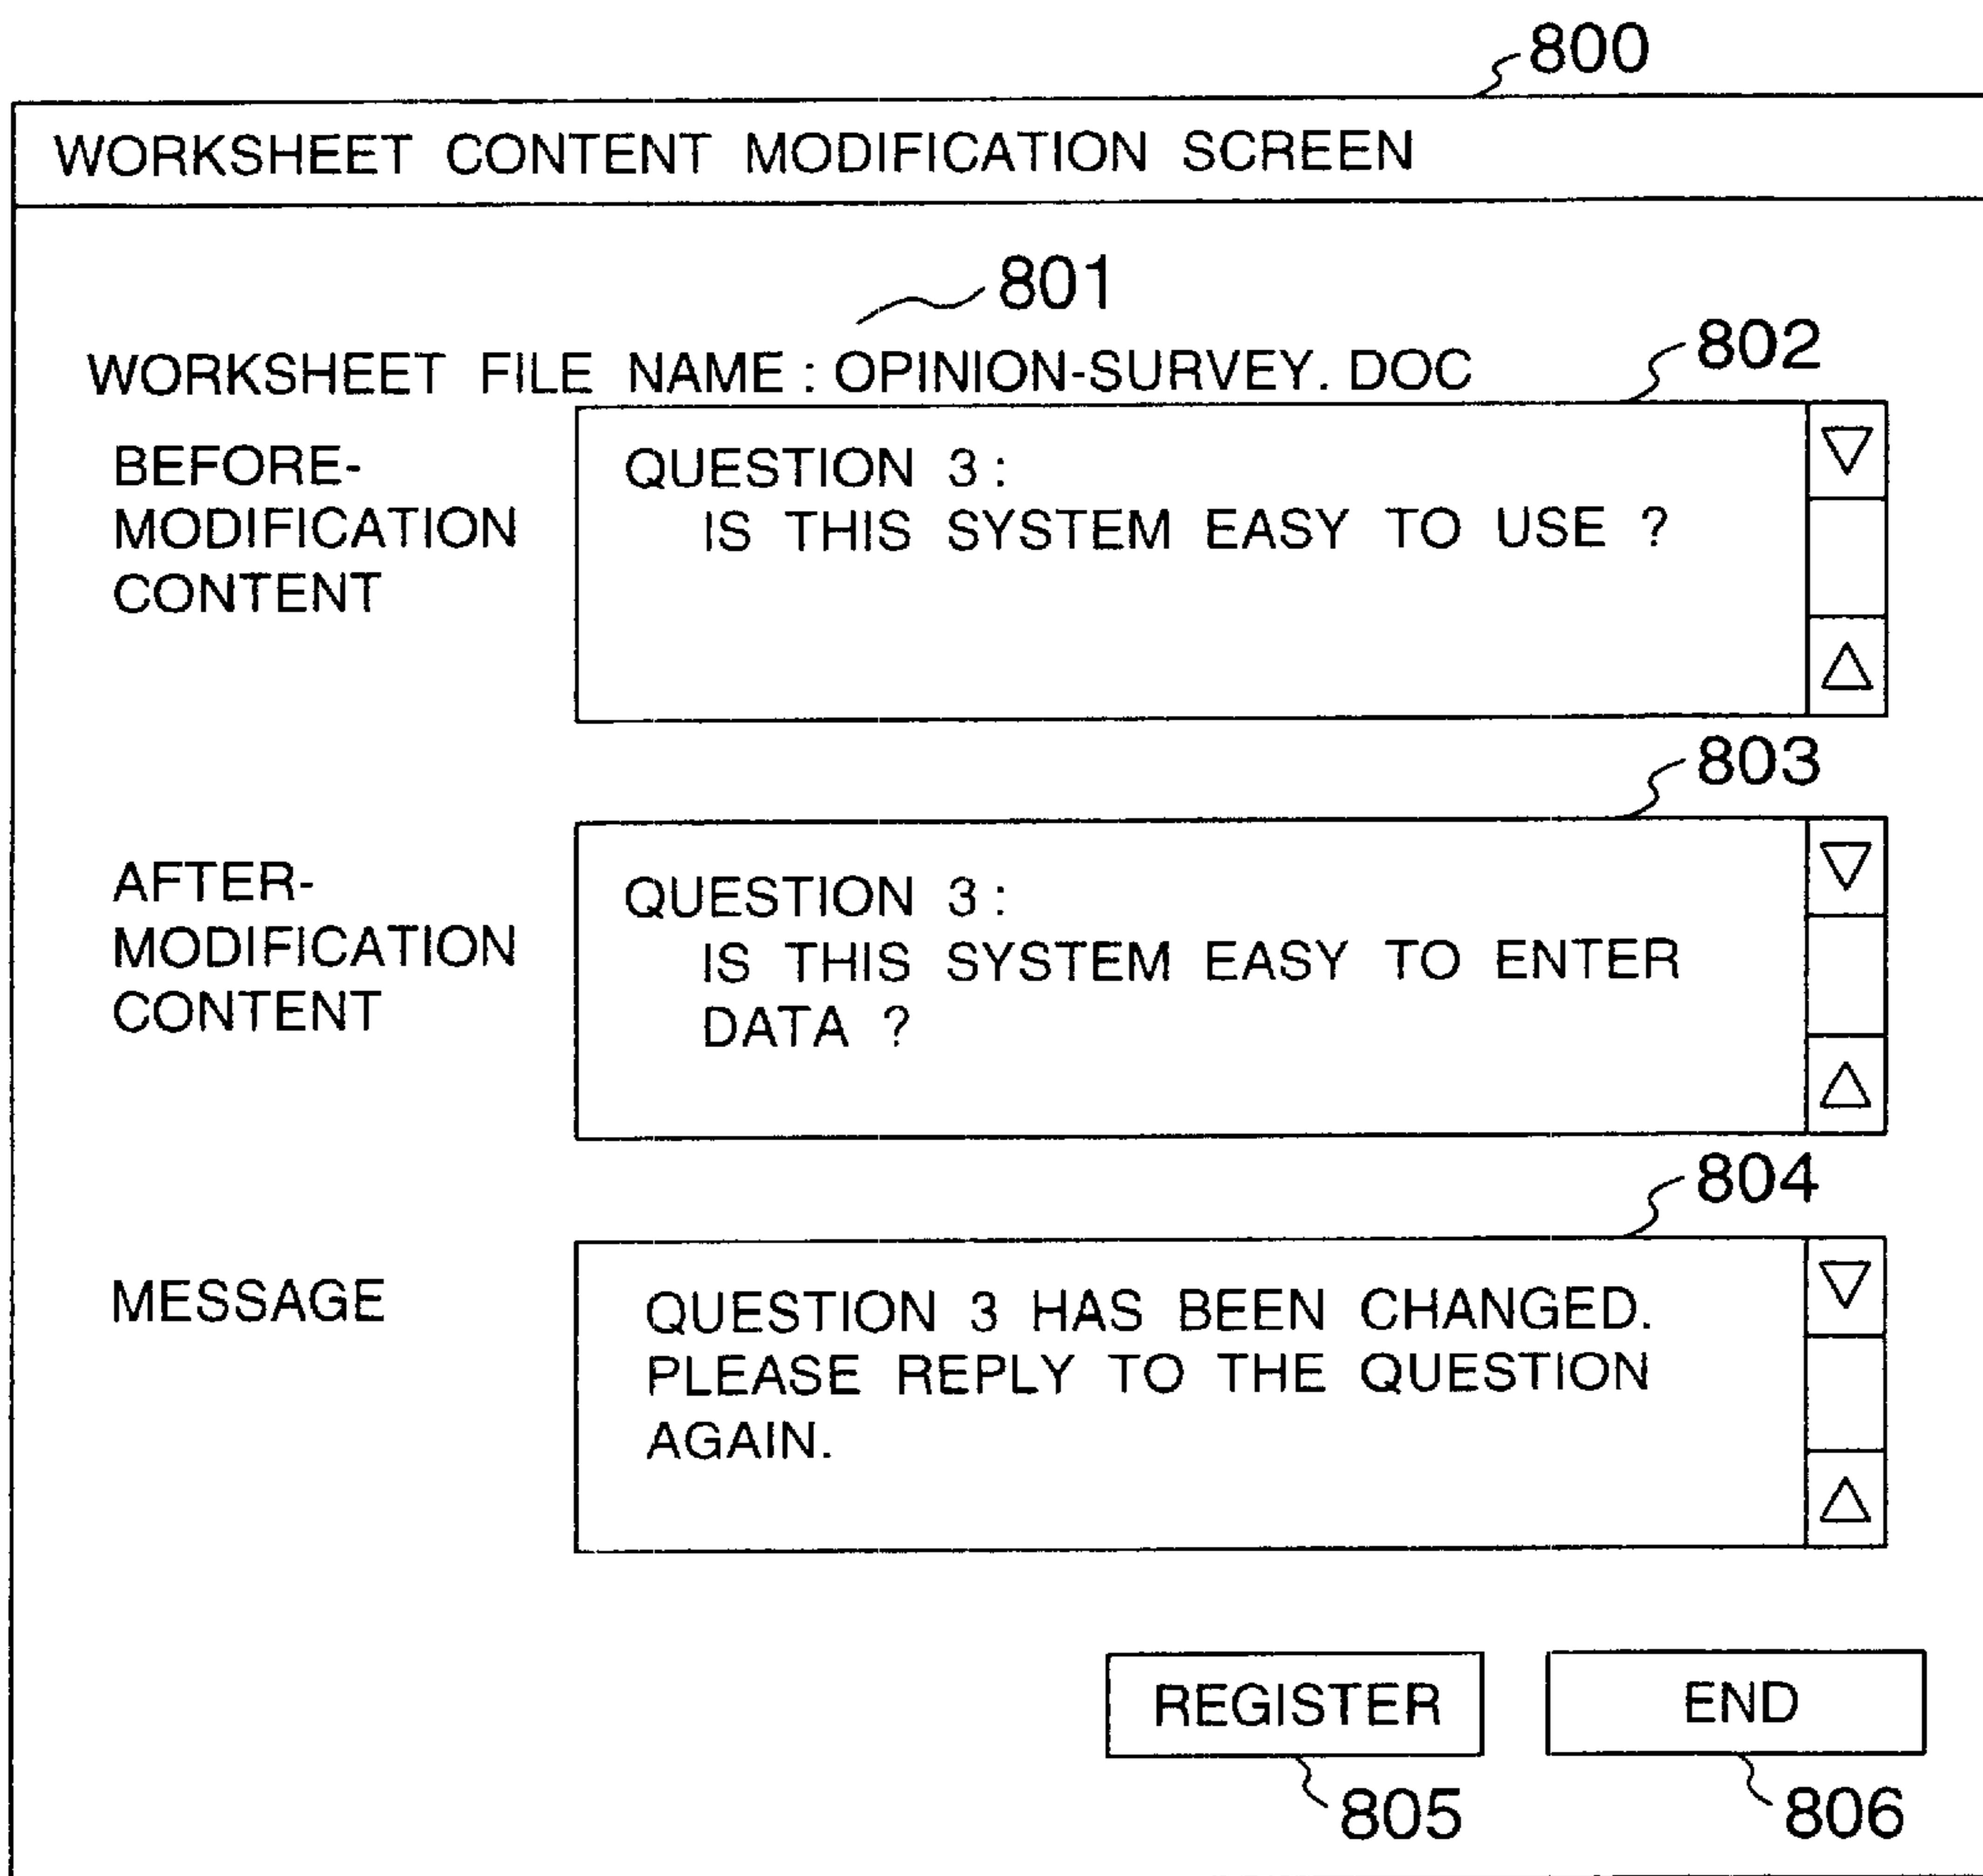 800
WORKSHEET CONTENT MODIFICATION SCREEN
801
WORKSHEET FILE NAME : OPINION-SURVEY. DOC
802
BEFORE-
MODIFICATION
CONTENT
QUESTION 3 :
IS THIS SYSTEM EASY TO USE ?
803
AFTER-
MODIFICATION
CONTENT
QUESTION 3 :
IS THIS SYSTEM EASY TO ENTER
DATA ?
804
MESSAGE
QUESTION 3 HAS BEEN CHANGED.
PLEASE REPLY TO THE QUESTION
AGAIN.
REGISTER
END
805
806